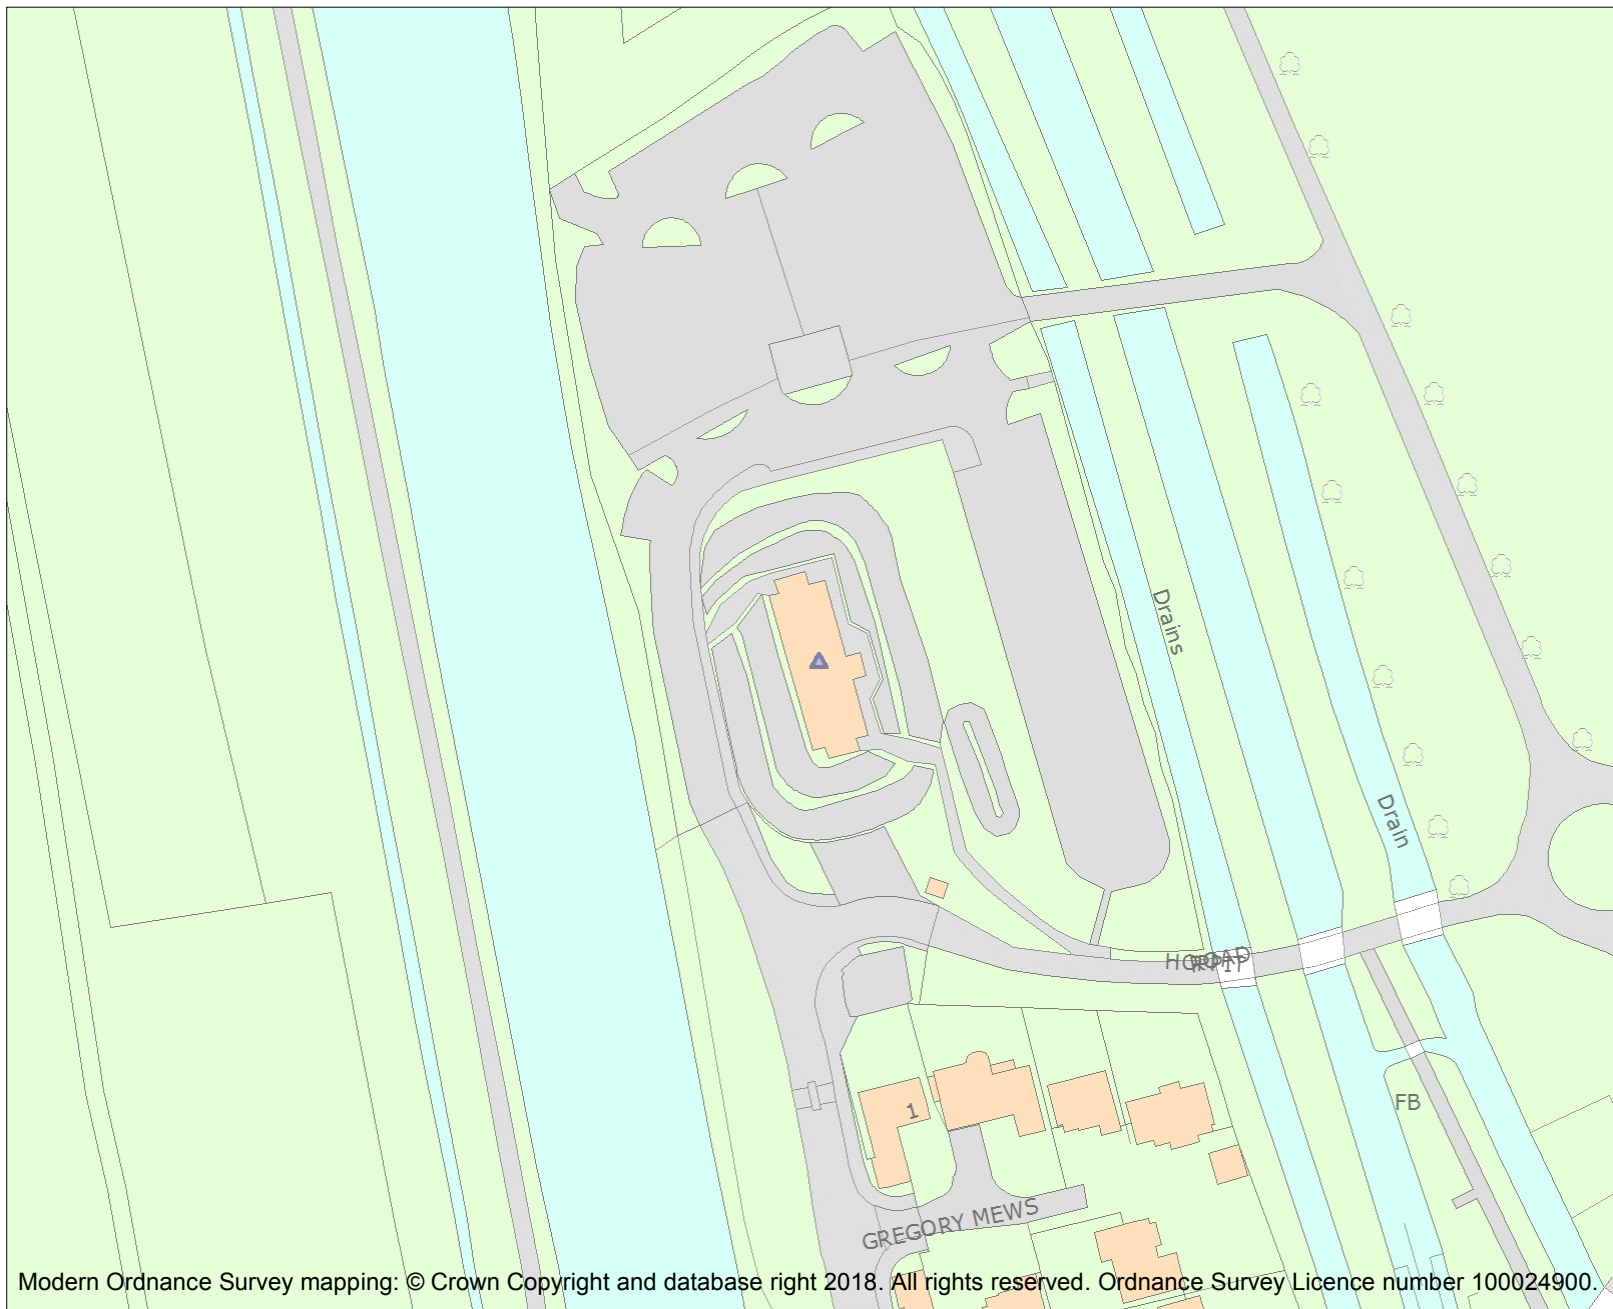 Drains
Drain
ROAD
FB
1
GREGORY MEWS
Modern Ordnance Survey mapping: © Crown Copyright and database right 2018. All rights reserved. Ordnance Survey Licence number 100024900.